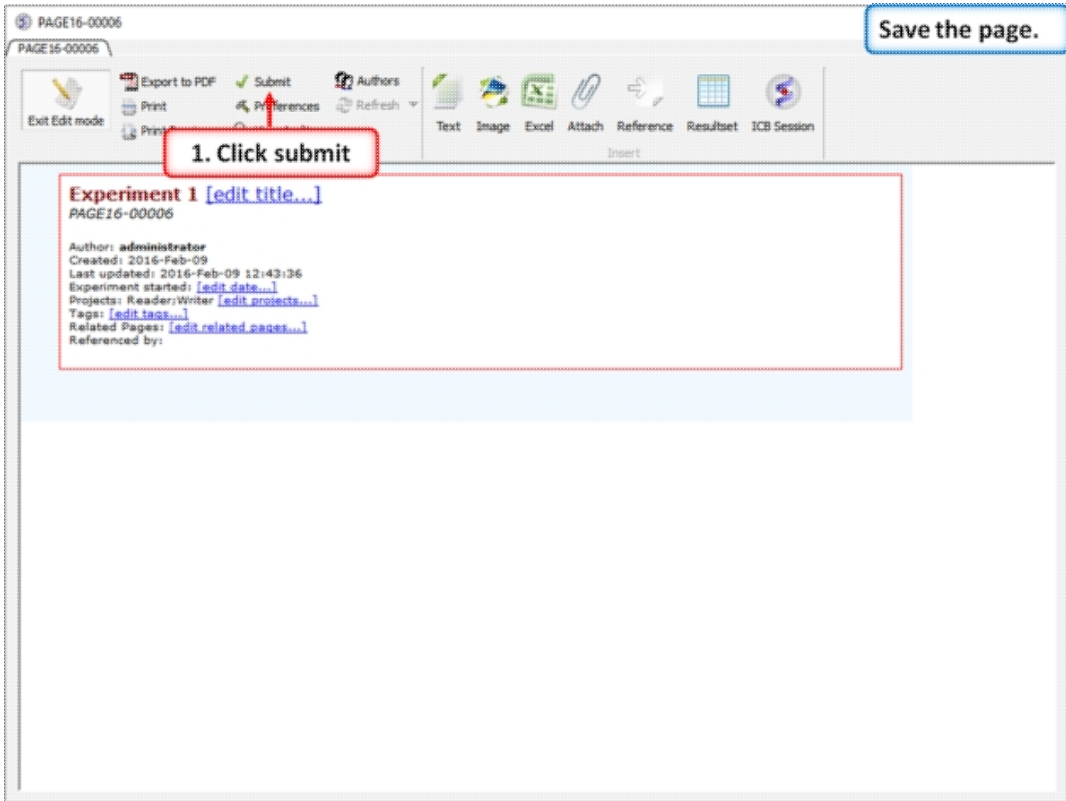 PAGE16-00006
Save the page.
PAGE16-00006
Exit Edit mode
Export to PDF
Print
Print
Submit
Preferences
Authors
Refresh
Text
Image
Excel
Attach
Reference
Resultset
ICB Session
Insert
1. Click submit
Experiment 1 [edit title...]
PAGE16-00006
Author: administrator
Created: 2016-Feb-09
Last updated: 2016-Feb-09 12:43:36
Experiment started: [edit date...]
Projects: Reader;Writer [edit projects...]
Tags: [edit tags...]
Related Pages: [edit related pages...]
Referenced by: